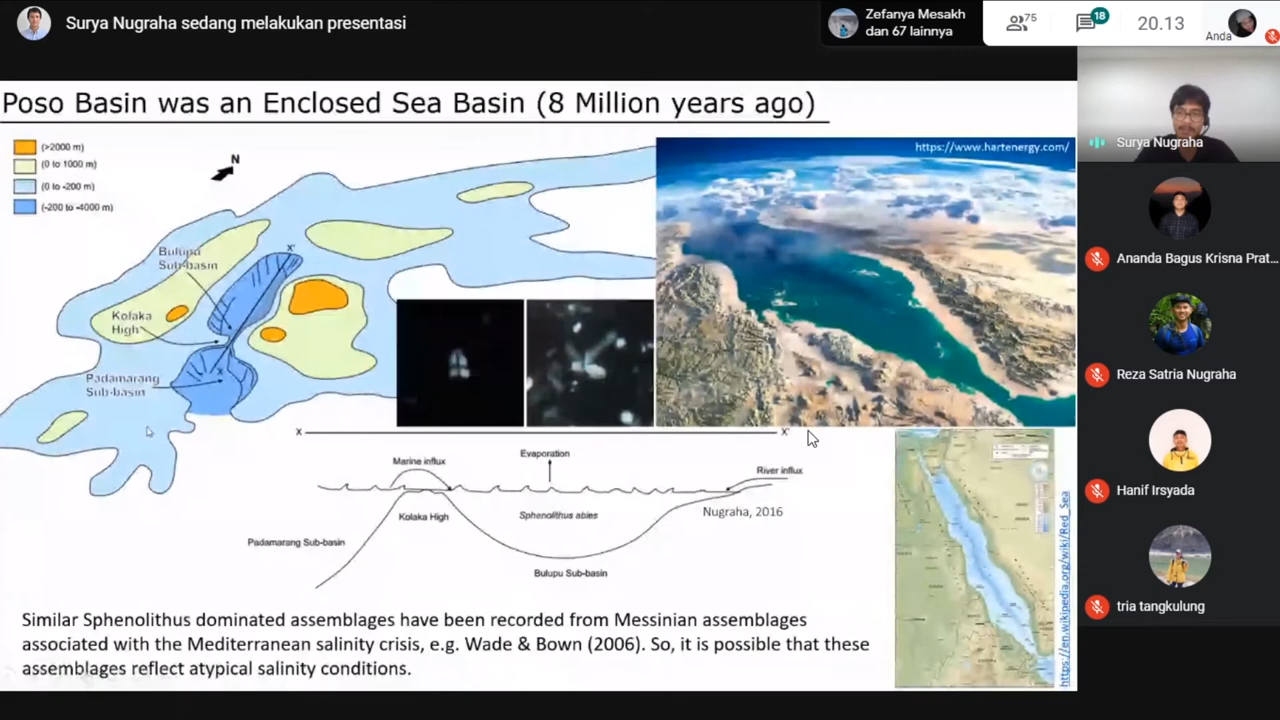 Surya Nugraha sedang melakukan presentasi
Zefanya Mesakh
dan 67 lainnya
75
18
20.13
Anda
Poso Basin was an Enclosed Sea Basin (8 Million years ago)
(>2000 m)
(0 to 1000 m)
(0 to -200 m)
(-200 to -4000 m)
N
Bulupu
Sub-basin
X'
Kolaka
High
Padamarang
Sub-basin
X
https://www.hartenergy.com/
X
X'
Marine influx
Evaporation
River influx
Kolaka High
Sphenolithus abies
Nugraha, 2016
Padamarang Sub-basin
Bulupu Sub-basin
https://en.wikipedia.org/wiki/Red_Sea
Similar Sphenolithus dominated assemblages have been recorded from Messinian assemblages
associated with the Mediterranean salinity crisis, e.g. Wade & Bown (2006). So, it is possible that these
assemblages reflect atypical salinity conditions.
Surya Nugraha
Ananda Bagus Krisna Prat...
Reza Satria Nugraha
Hanif Irsyada
tria tangkulung